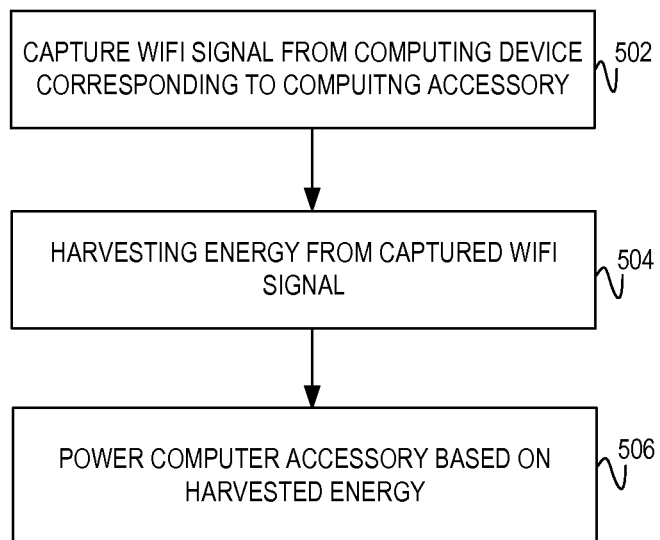 CAPTURE WIFI SIGNAL FROM COMPUTING DEVICE
CORRESPONDING TO COMPUITNG ACCESSORY
502
HARVESTING ENERGY FROM CAPTURED WIFI
SIGNAL
504
POWER COMPUTER ACCESSORY BASED ON
HARVESTED ENERGY
506